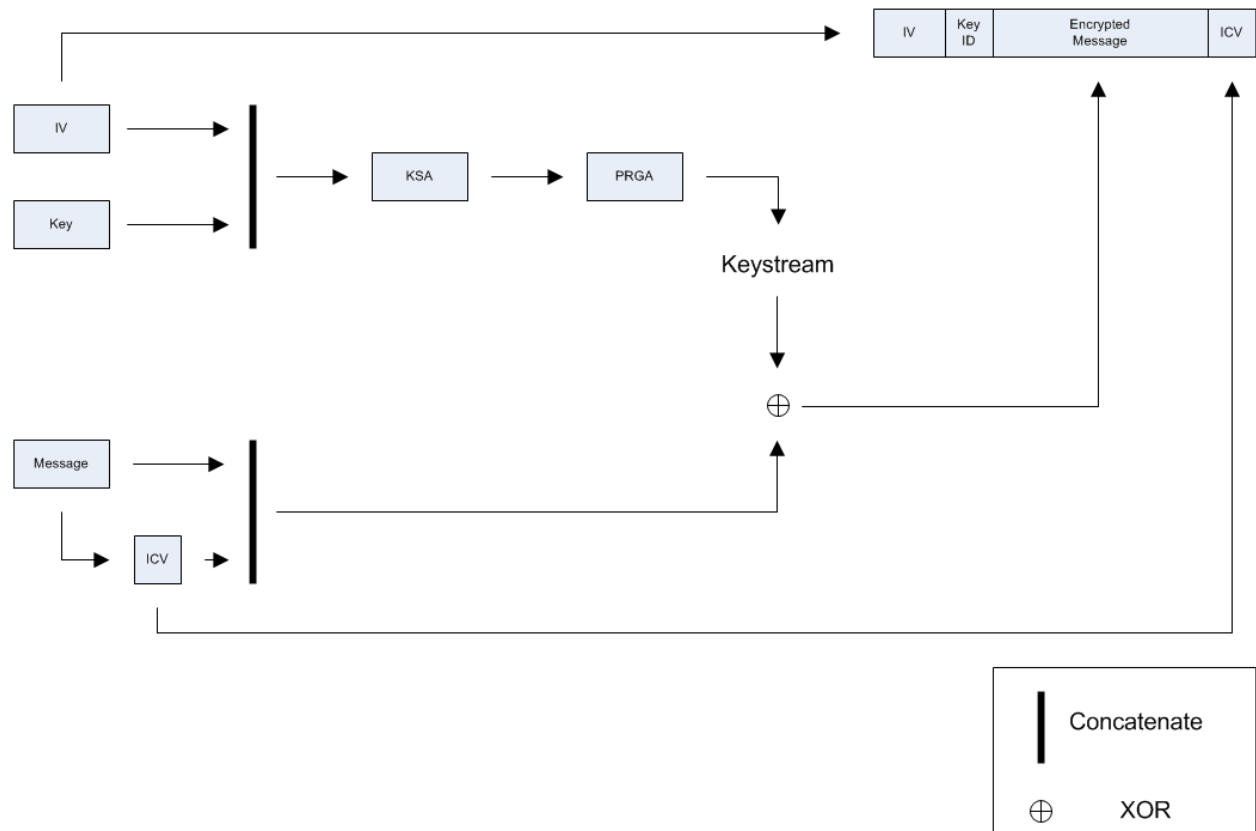 IV
Key
ID
Encrypted
Message
ICV
IV
KSA
PRGA
Key
Keystream
Message
ICV
Concatenate
XOR